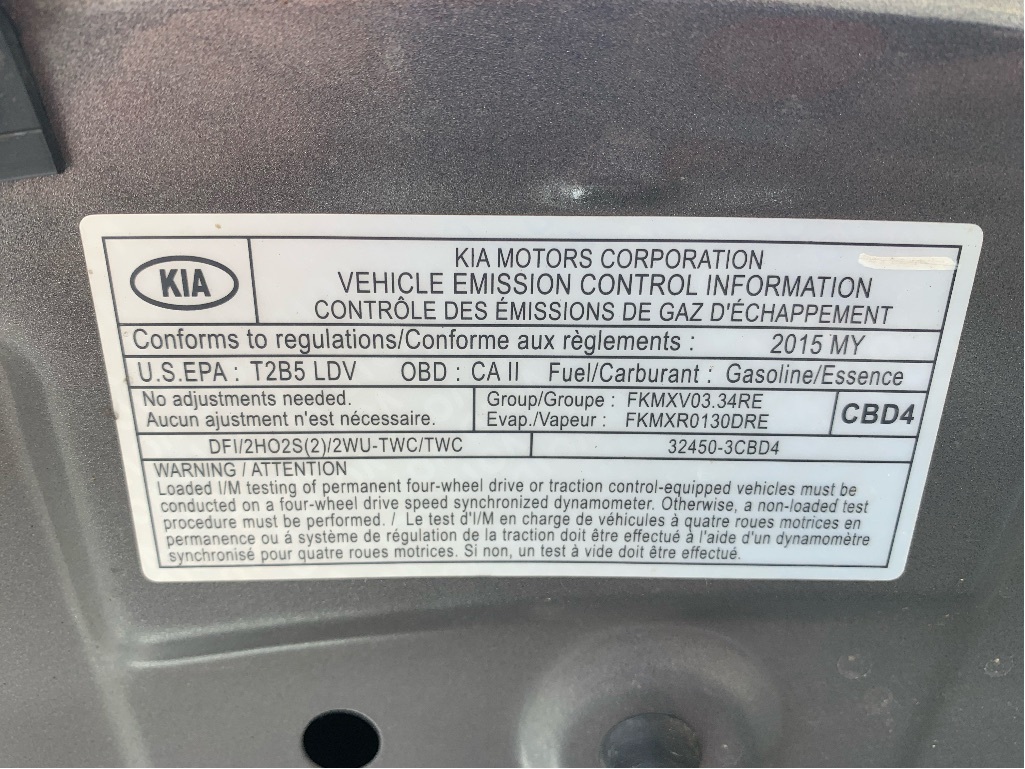 KIA
KIA MOTORS CORPORATION
VEHICLE EMISSION CONTROL INFORMATION
CONTRÔLE DES ÉMISSIONS DE GAZ D'ÉCHAPPEMENT
Conforms to regulations/Conforme aux règlements : 2015 MY
U.S.EPA : T2B5 LDV OBD : CA II Fuel/Carburant : Gasoline/Essence
No adjustments needed.
Aucun ajustement n'est nécessaire.
Group/Groupe : FKMXV03.34RE
Evap./Vapeur : FKMXR0130DRE
CBD4
DFI/2HO2S(2)/2WU-TWC/TWC
32450-3CBD4
WARNING / ATTENTION
Loaded I/M testing of permanent four-wheel drive or traction control-equipped vehicles must be
conducted on a four-wheel drive speed synchronized dynamometer. Otherwise, a non-loaded test
procedure must be performed. / Le test d'I/M en charge de véhicules à quatre roues motrices en
permanence ou á système de régulation de la traction doit être effectué à l'aide d'un dynamomètre
synchronisé pour quatre roues motrices. Si non, un test à vide doit être effectué.